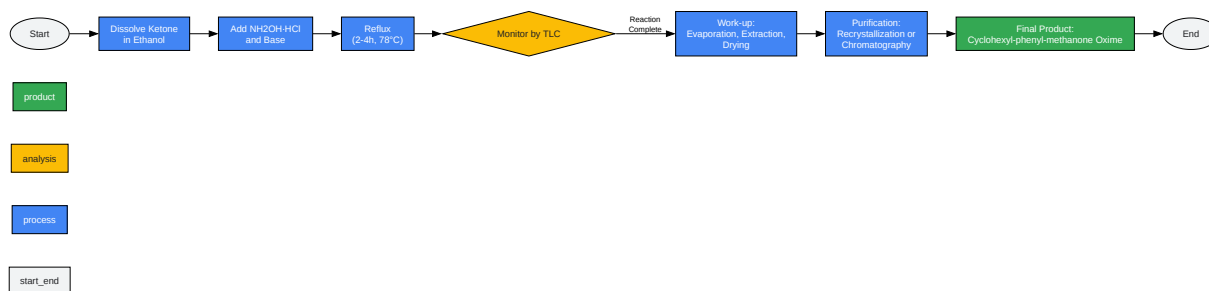 Start
Dissolve Ketone
in Ethanol
Add NH2OH·HCl
and Base
Reflux
(2-4h, 78°C)
Monitor by TLC
Reaction
Complete
Work-up:
Evaporation, Extraction,
Drying
Purification:
Recrystallization or
Chromatography
Final Product:
Cyclohexyl-phenyl-methanone Oxime
End
product
analysis
process
start_end